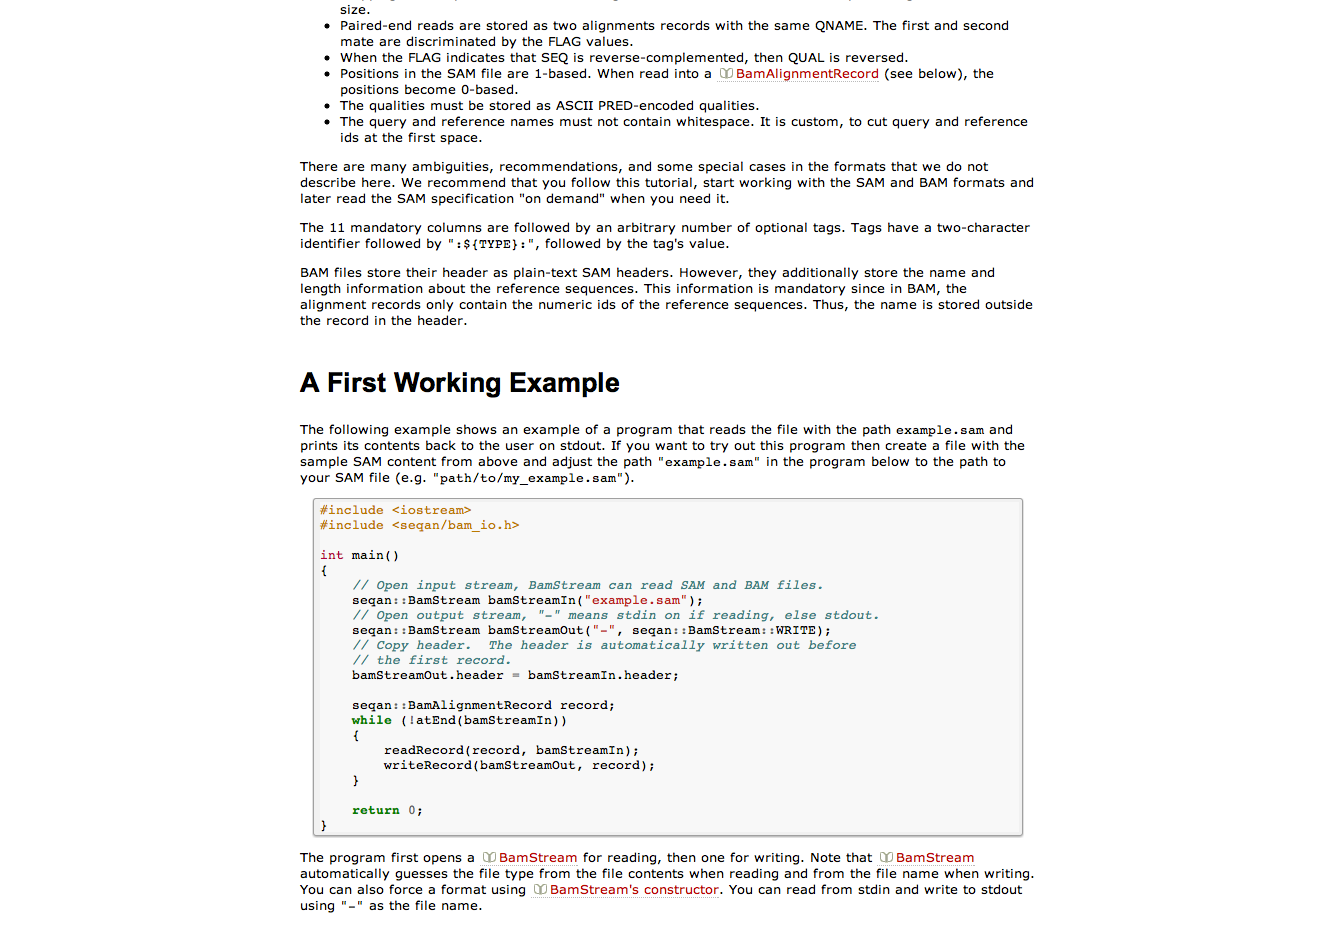 size.
• Paired-end reads are stored as two alignments records with the same QNAME. The first and second
mate are discriminated by the FLAG values.
• When the FLAG indicates that SEQ is reverse-complemented, then QUAL is reversed.
• Positions in the SAM file are 1-based. When read into a BamAlignmentRecord (see below), the
positions become 0-based.
• The qualities must be stored as ASCII PRED-encoded qualities.
• The query and reference names must not contain whitespace. It is custom, to cut query and reference
ids at the first space.
There are many ambiguities, recommendations, and some special cases in the formats that we do not
describe here. We recommend that you follow this tutorial, start working with the SAM and BAM formats and
later read the SAM specification "on demand" when you need it.
The 11 mandatory columns are followed by an arbitrary number of optional tags. Tags have a two-character
identifier followed by ":${TYPE}:", followed by the tag's value.
BAM files store their header as plain-text SAM headers. However, they additionally store the name and
length information about the reference sequences. This information is mandatory since in BAM, the
alignment records only contain the numeric ids of the reference sequences. Thus, the name is stored outside
the record in the header.
A First Working Example
The following example shows an example of a program that reads the file with the path example.sam and
prints its contents back to the user on stdout. If you want to try out this program then create a file with the
sample SAM content from above and adjust the path "example.sam" in the program below to the path to
your SAM file (e.g. "path/to/my_example.sam").
#include <iostream>
#include <seqan/bam_io.h>
int main()
{
    // Open input stream, BamStream can read SAM and BAM files.
    seqan::BamStream bamStreamIn("example.sam");
    // Open output stream, "-" means stdin on if reading, else stdout.
    seqan::BamStream bamStreamOut("-", seqan::BamStream::WRITE);
    // Copy header.  The header is automatically written out before
    // the first record.
    bamStreamOut.header = bamStreamIn.header;
    seqan::BamAlignmentRecord record;
    while (!atEnd(bamStreamIn))
    {
        readRecord(record, bamStreamIn);
        writeRecord(bamStreamOut, record);
    }
    return 0;
}
The program first opens a BamStream for reading, then one for writing. Note that BamStream
automatically guesses the file type from the file contents when reading and from the file name when writing.
You can also force a format using BamStream's constructor. You can read from stdin and write to stdout
using "-" as the file name.